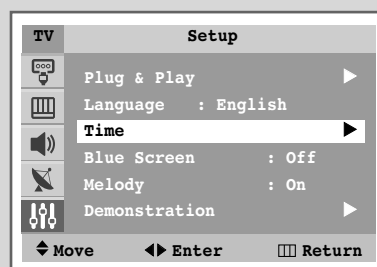 TV Setup
Plug & Play
Language : English
Time
Blue Screen : Off
Melody : On
Demonstration
Move Enter Return